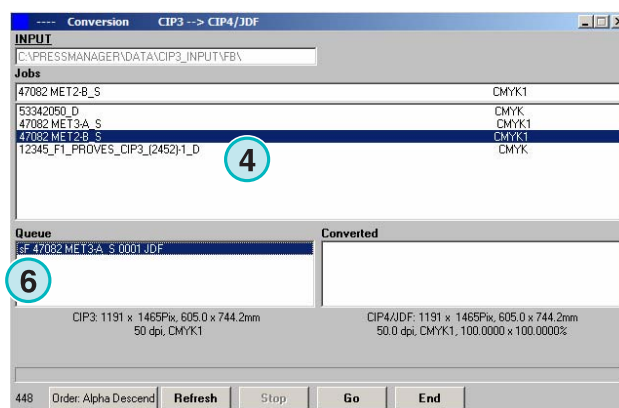 ---- Conversion CIP3 --> CIP4/JDF
INPUT
C:\PRESSMANAGER\DATA\CIP3_INPUT\FB\
Jobs
47082 MET2-B_S CMYK1
53342050_D CMYK
47082 MET3-A_S CMYK1
47082 MET2-B_S CMYK1
12345_F1_PROVES_CIP3_(2452)-1_D CMYK
4
Queue Converted
sF 47082 MET3-A_S 0001 JDF
6
CIP3: 1191 x 1465Pix, 605.0 x 744.2mm CIP4/JDF: 1191 x 1465Pix, 605.0 x 744.2mm
50 dpi, CMYK1 50.0 dpi, CMYK1, 100.0000 x 100.0000%
448 Order: Alpha Descend Refresh Stop Go End